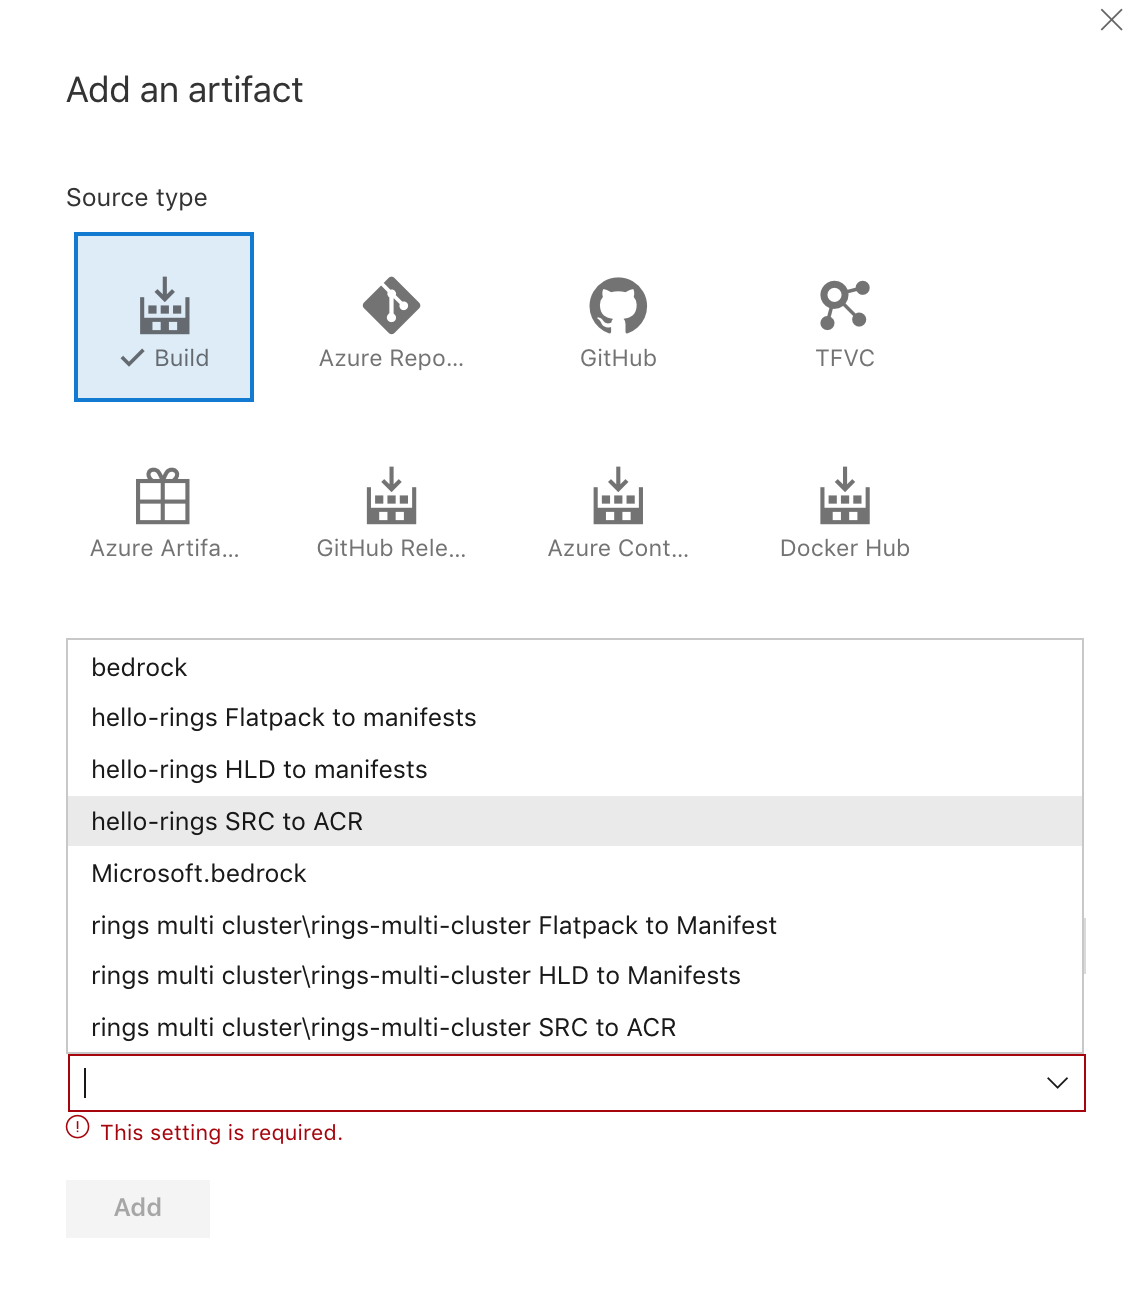 Add an artifact
Source type
Build
Azure Repo...
GitHub
TFVC
Azure Artifa...
GitHub Rele...
Azure Cont...
Docker Hub
bedrock
hello-rings Flatpack to manifests
hello-rings HLD to manifests
hello-rings SRC to ACR
Microsoft.bedrock
rings multi cluster\rings-multi-cluster Flatpack to Manifest
rings multi cluster\rings-multi-cluster HLD to Manifests
rings multi cluster\rings-multi-cluster SRC to ACR
This setting is required.
Add